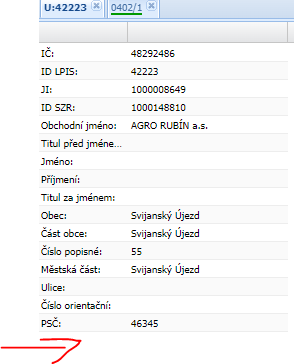 U:42223 0402/1
IČ: 48292486
ID LPIS: 42223
JI: 1000008649
ID SZR: 1000148810
Obchodní jméno: AGRO RUBÍN a.s.
Titul před jméne...
Jméno:
Příjmení:
Titul za jménem:
Obec: Svijanský Újezd
Část obce: Svijanský Újezd
Číslo popisné: 55
Městská část: Svijanský Újezd
Ulice:
Číslo orientační:
PSČ: 46345